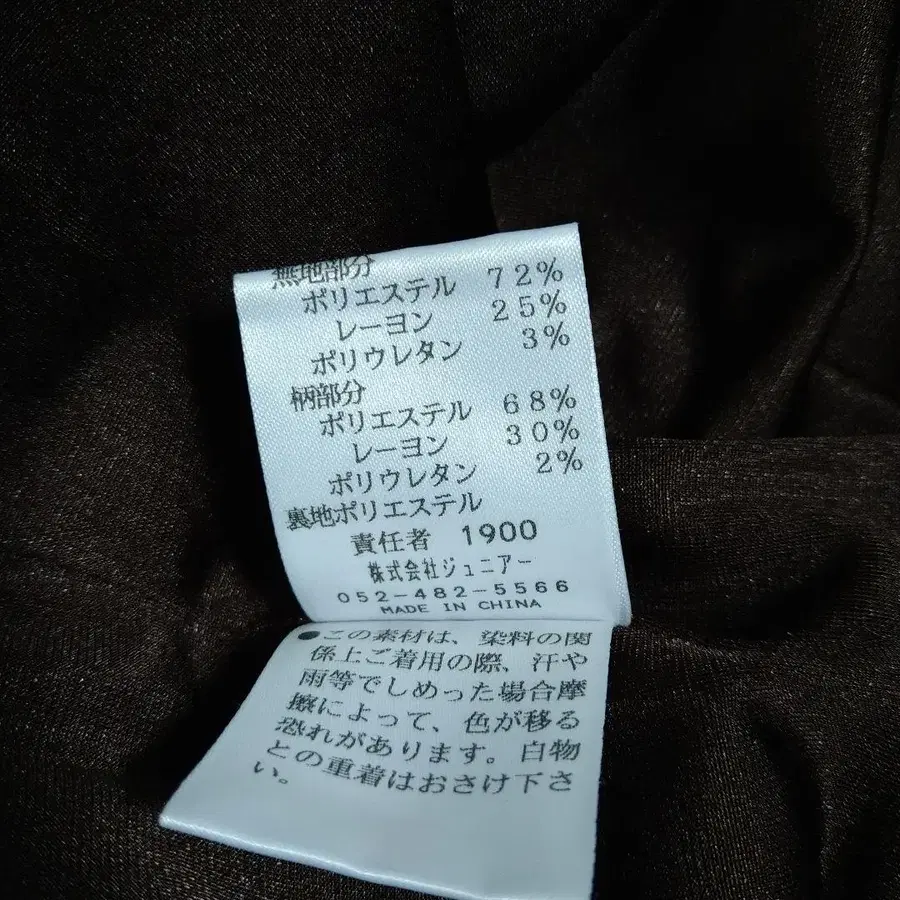 無地部分
ポリエステル 72%
レーヨン 25%
ポリウレタン 3%
柄部分
ポリエステル 68%
レーヨン 30%
ポリウレタン 2%
裏地ポリエステル
責任者 1900
株式会社ジュニアー
052-482-5566
MADE IN CHINA
●この素材は、染料の関
係上ご着用の際、汗や
雨等でしめった場合摩
擦によって、色が移る
恐れがあります。白物
との重着はおさけ下さ
い。